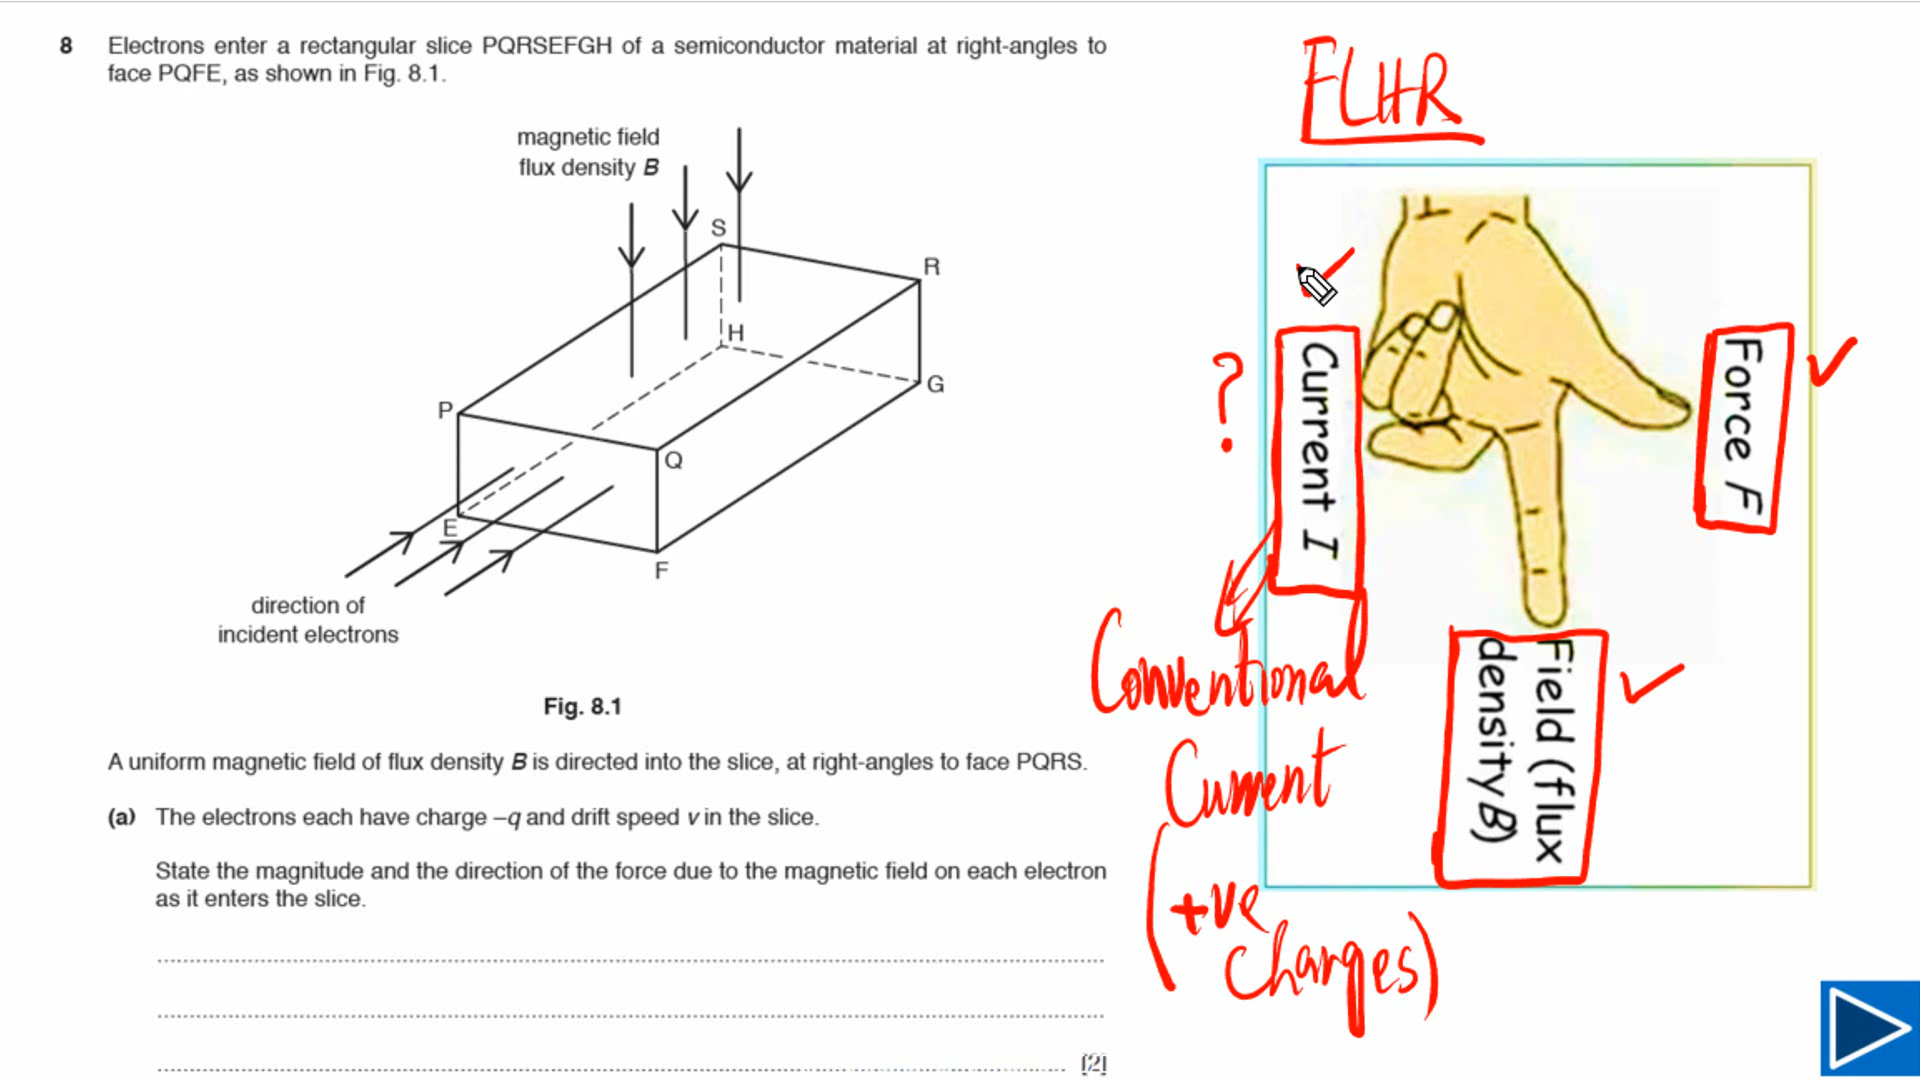 8 Electrons enter a rectangular slice PQRSEFGH of a semiconductor material at right-angles to
face PQFE, as shown in Fig. 8.1.
magnetic field
flux density B
S
R
H
G
P
Q
E
F
direction of
incident electrons
Fig. 8.1
A uniform magnetic field of flux density B is directed into the slice, at right-angles to face PQRS.
(a) The electrons each have charge –q and drift speed v in the slice.
State the magnitude and the direction of the force due to the magnetic field on each electron
as it enters the slice.
[2]
FLHR
?
Current I
Force F
Field (flux
density B)
Conventional
Current
(+ve
charges)